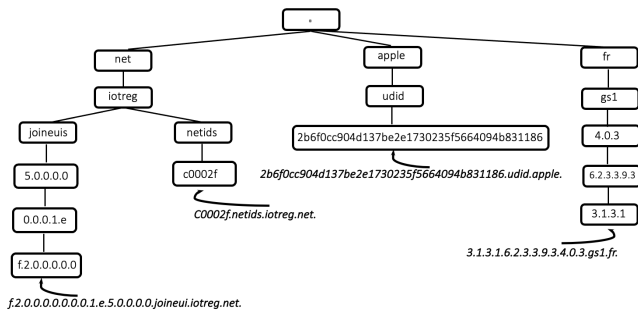 .
net
apple
fr
iotreg
udid
gs1
joineuis
netids
2b6f0cc904d137be2e1730235f5664094b831186
4.0.3
5.0.0.0.0
c0002f
2b6f0cc904d137be2e1730235f5664094b831186.udid.apple.
6.2.3.3.9.3
0.0.0.1.e
C0002f.netids.iotreg.net.
3.1.3.1
f.2.0.0.0.0.0
3.1.3.1.6.2.3.3.9.3.4.0.3.gs1.fr.
f.2.0.0.0.0.0.0.0.1.e.5.0.0.0.0.joineui.iotreg.net.